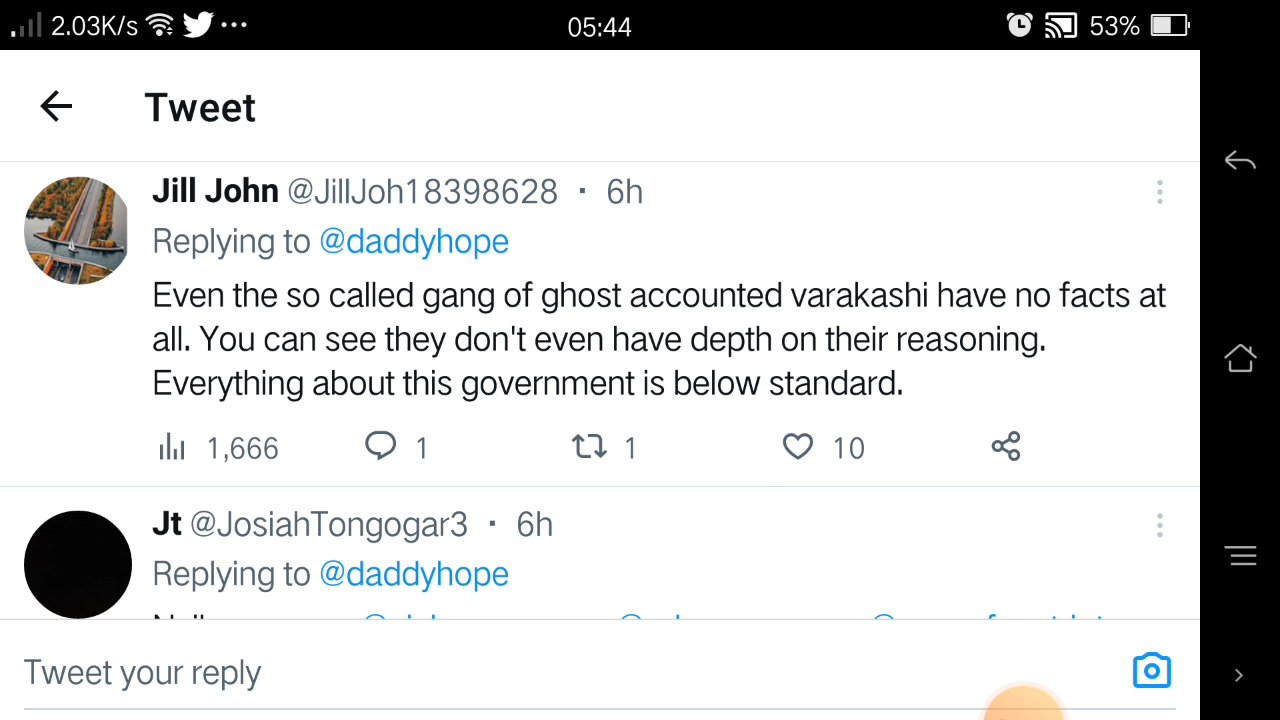 2.03K/s 05:44 53%
Tweet
Jill John @JillJoh18398628 · 6h
Replying to @daddyhope
Even the so called gang of ghost accounted varakashi have no facts at
all. You can see they don't even have depth on their reasoning.
Everything about this government is below standard.
1,666 1 1 10
Jt @JosiahTongogar3 · 6h
Replying to @daddyhope
Tweet your reply